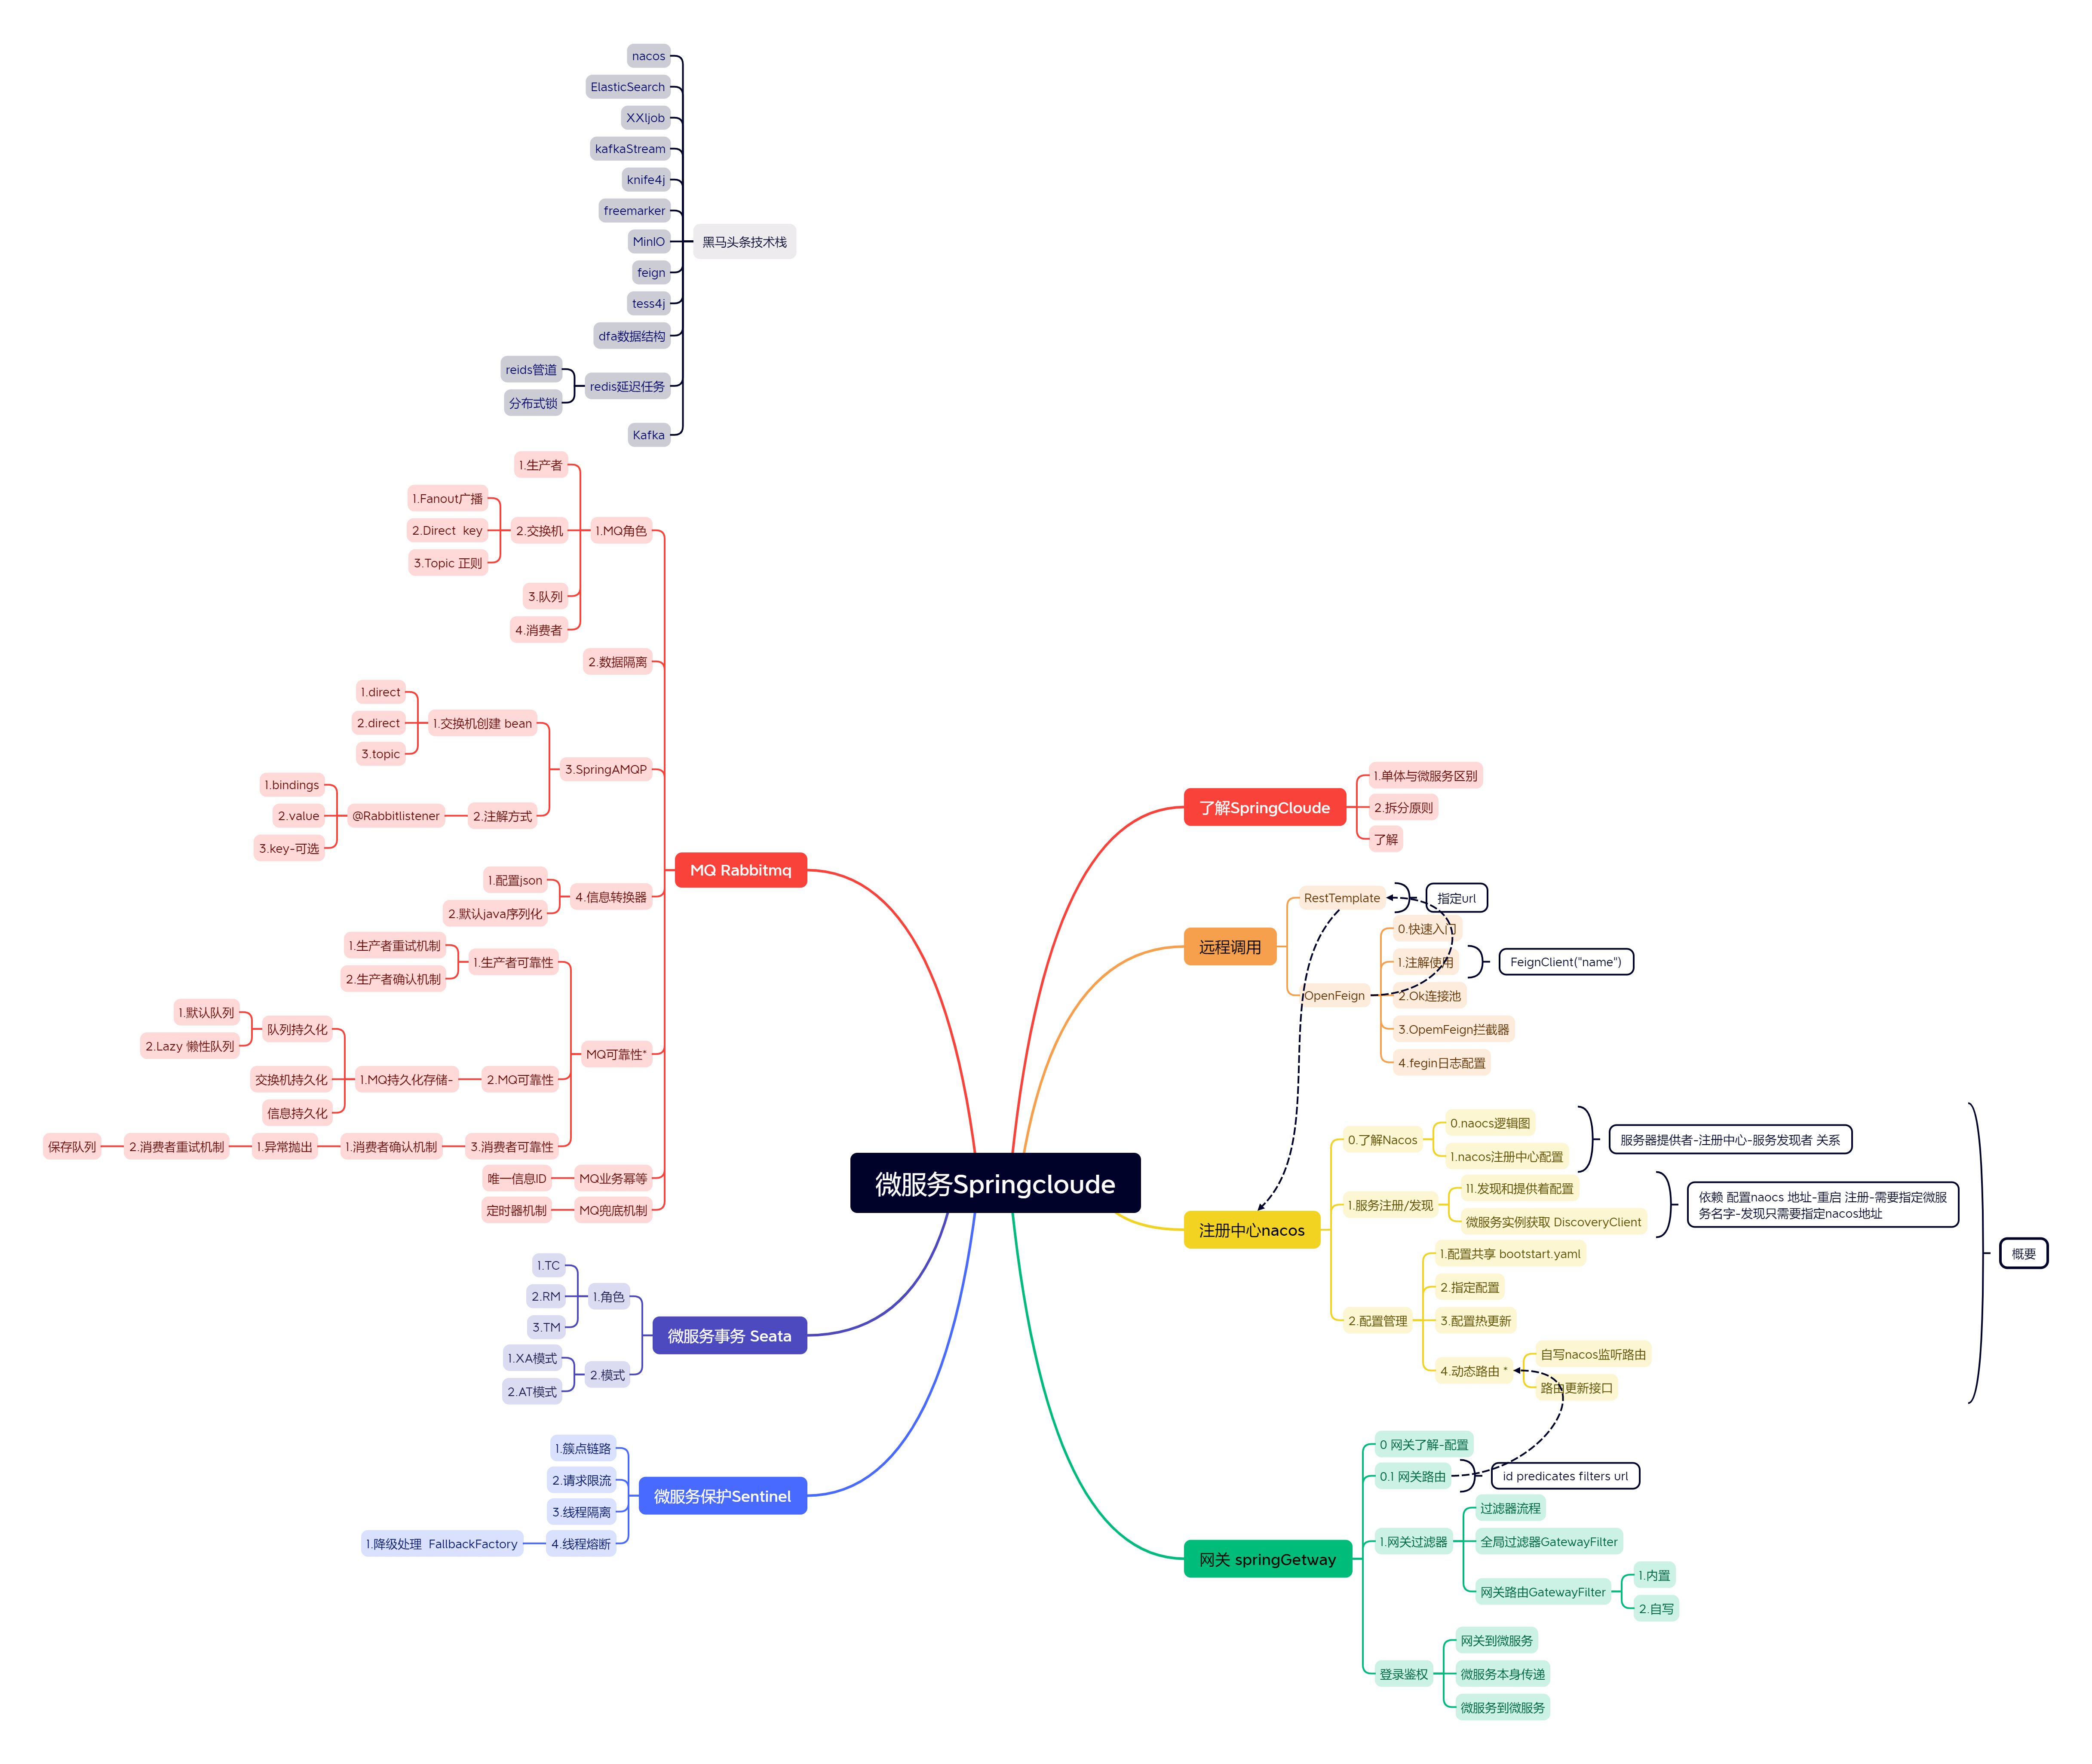 nacos
ElasticSearch
XXljob
kafkaStream
knife4j
freemarker
MinIO
feign
tess4j
dfa数据结构
reids管道
分布式锁
redis延迟任务
Kafka
黑马头条技术栈
1.生产者
1.Fanout广播
2.Direct  key
3.Topic 正则
2.交换机
3.队列
4.消费者
1.MQ角色
2.数据隔离
1.direct
2.direct
3.topic
1.交换机创建 bean
1.bindings
2.value
3.key-可选
@Rabbitlistener
2.注解方式
3.SpringAMQP
1.配置json
2.默认java序列化
4.信息转换器
1.生产者重试机制
2.生产者确认机制
1.生产者可靠性
1.默认队列
2.Lazy 懒性队列
队列持久化
交换机持久化
信息持久化
1.MQ持久化存储-
2.MQ可靠性
保存队列
2.消费者重试机制
1.异常抛出
1.消费者确认机制
3.消费者可靠性
MQ可靠性*
唯一信息ID
MQ业务幂等
定时器机制
MQ兜底机制
MQ Rabbitmq
1.TC
2.RM
3.TM
1.角色
1.XA模式
2.AT模式
2.模式
微服务事务 Seata
1.簇点链路
2.请求限流
3.线程隔离
1.降级处理  FallbackFactory
4.线程熔断
微服务保护Sentinel
微服务Springcloude
了解SpringCloude
1.单体与微服务区别
2.拆分原则
了解
远程调用
RestTemplate
指定url
OpenFeign
0.快速入门
1.注解使用
FeignClient("name")
2.Ok连接池
3.OpemFeign拦截器
4.fegin日志配置
注册中心nacos
0.了解Nacos
0.naocs逻辑图
1.nacos注册中心配置
服务器提供者-注册中心-服务发现者 关系
1.服务注册/发现
11.发现和提供着配置
微服务实例获取 DiscoveryClient
依赖 配置naocs 地址-重启 注册-需要指定微服
务名字-发现只需要指定nacos地址
2.配置管理
1.配置共享 bootstart.yaml
2.指定配置
3.配置热更新
4.动态路由 *
自写nacos监听路由
路由更新接口
概要
网关 springGetway
0 网关了解-配置
0.1 网关路由
id predicates filters url
1.网关过滤器
过滤器流程
全局过滤器GatewayFilter
网关路由GatewayFilter
1.内置
2.自写
登录鉴权
网关到微服务
微服务本身传递
微服务到微服务